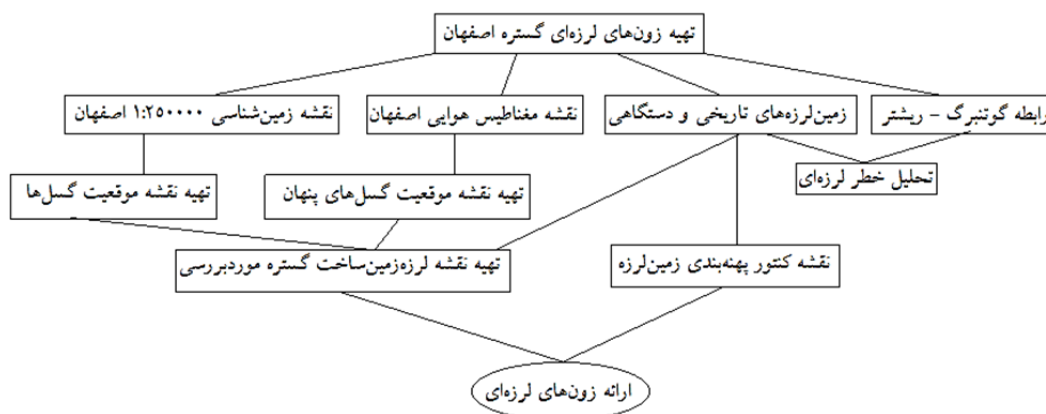 تهیه زون‌های لرزه‌ای گستره اصفهان
رابطه گوتنبرگ - ریشتر
زمین‌لرزه‌های تاریخی و دستگاهی
نقشه مغناطیس هوایی اصفهان
نقشه زمین‌شناسی ۱:۲۵۰۰۰۰ اصفهان
تحلیل خطر لرزه‌ای
تهیه نقشه موقعیت گسل‌های پنهان
تهیه نقشه موقعیت گسل‌ها
نقشه کنتور پهنه‌بندی زمین‌لرزه
تهیه نقشه لرزه‌زمین‌ساخت گستره موردبررسی
ارائه زون‌های لرزه‌ای